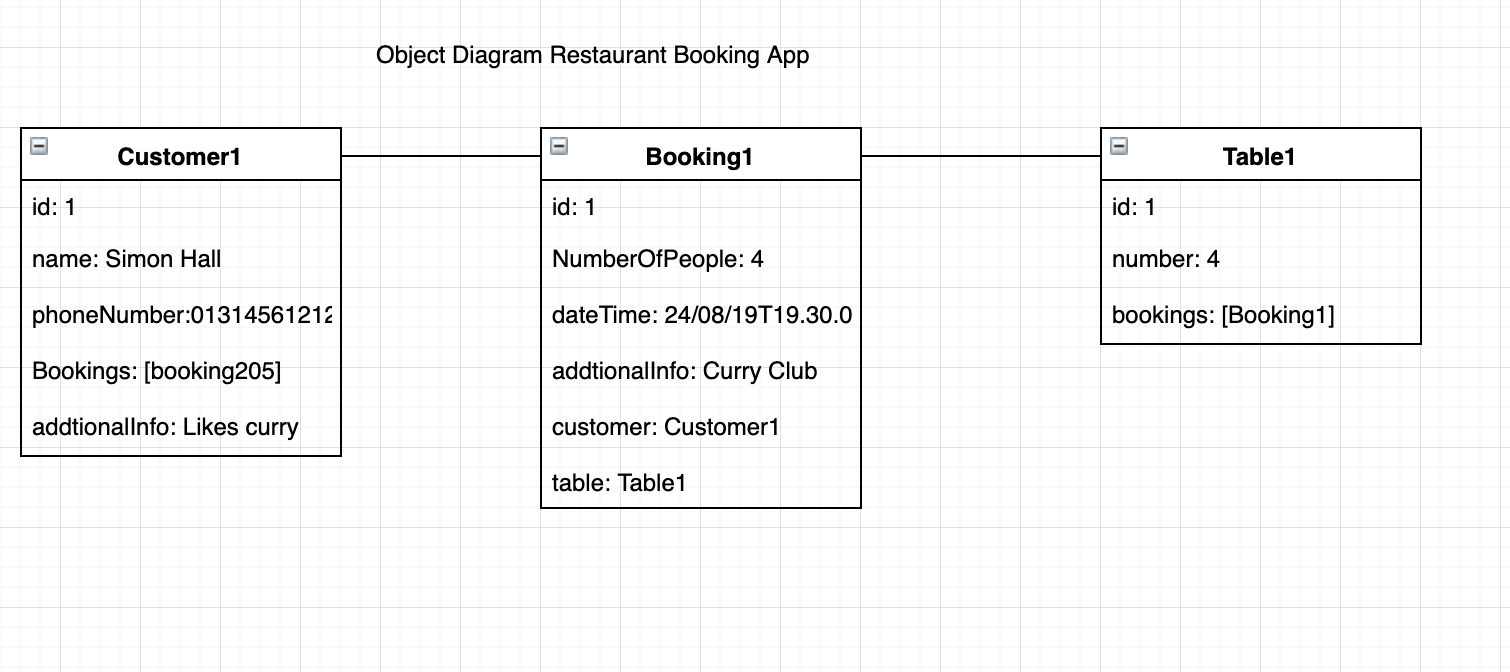 Object Diagram Restaurant Booking App
Customer1
id: 1
name: Simon Hall
phoneNumber:01314561212
Bookings: [booking205]
addtionalInfo: Likes curry
Booking1
id: 1
NumberOfPeople: 4
dateTime: 24/08/19T19.30.0
addtionalInfo: Curry Club
customer: Customer1
table: Table1
Table1
id: 1
number: 4
bookings: [Booking1]